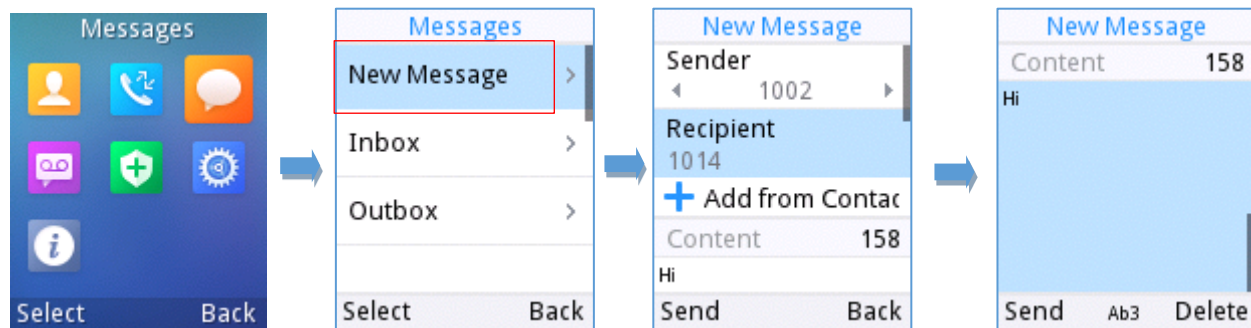 Messages
Select Back
Messages
New Message
Inbox
Outbox
Select Back
New Message
Sender
1002
Recipient
1014
Add from Contac
Content 158
Hi
Send Back
New Message
Content 158
Hi
Send Ab3 Delete